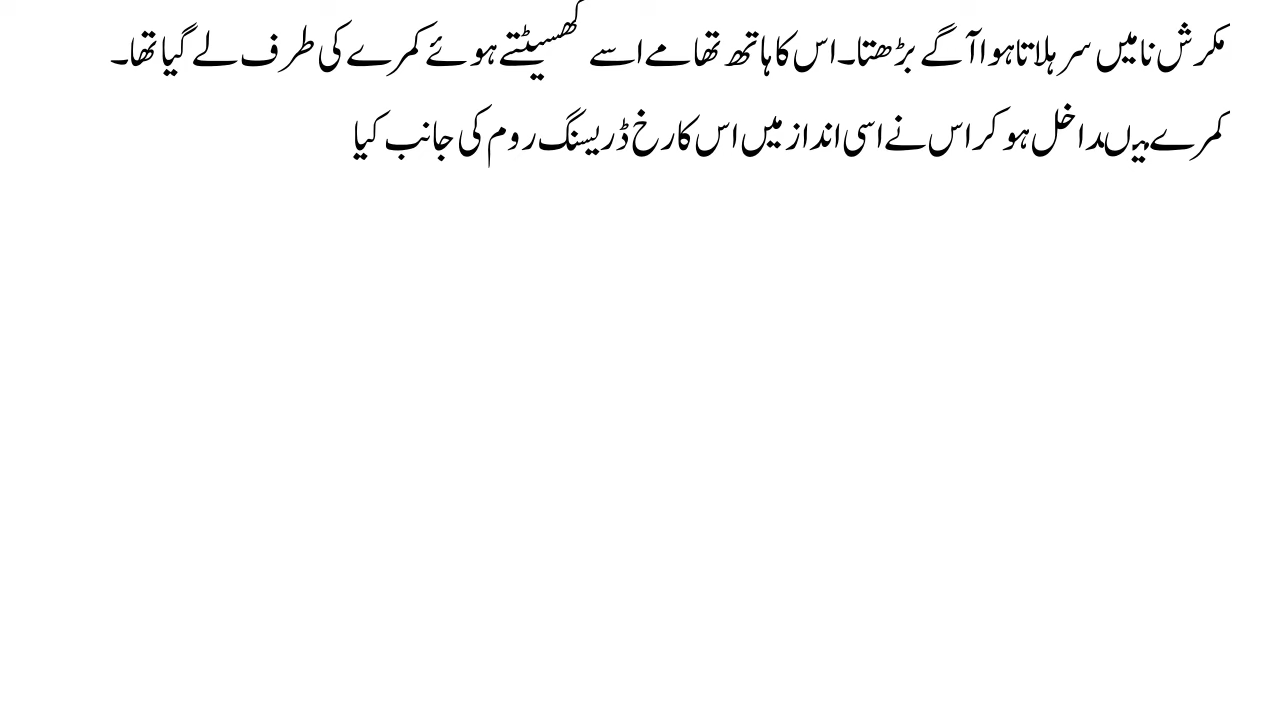 مکرش نامیں سر ہلاتا ہوا آگے بڑھتا۔ اس کا ہاتھ تھامے اسے گھسیٹتے ہوئے کمرے کی طرف لے گیا تھا۔
کمرے میں داخل ہو کر اس نے اسی انداز میں اس کا رخ ڈریسنگ روم کی جانب کیا